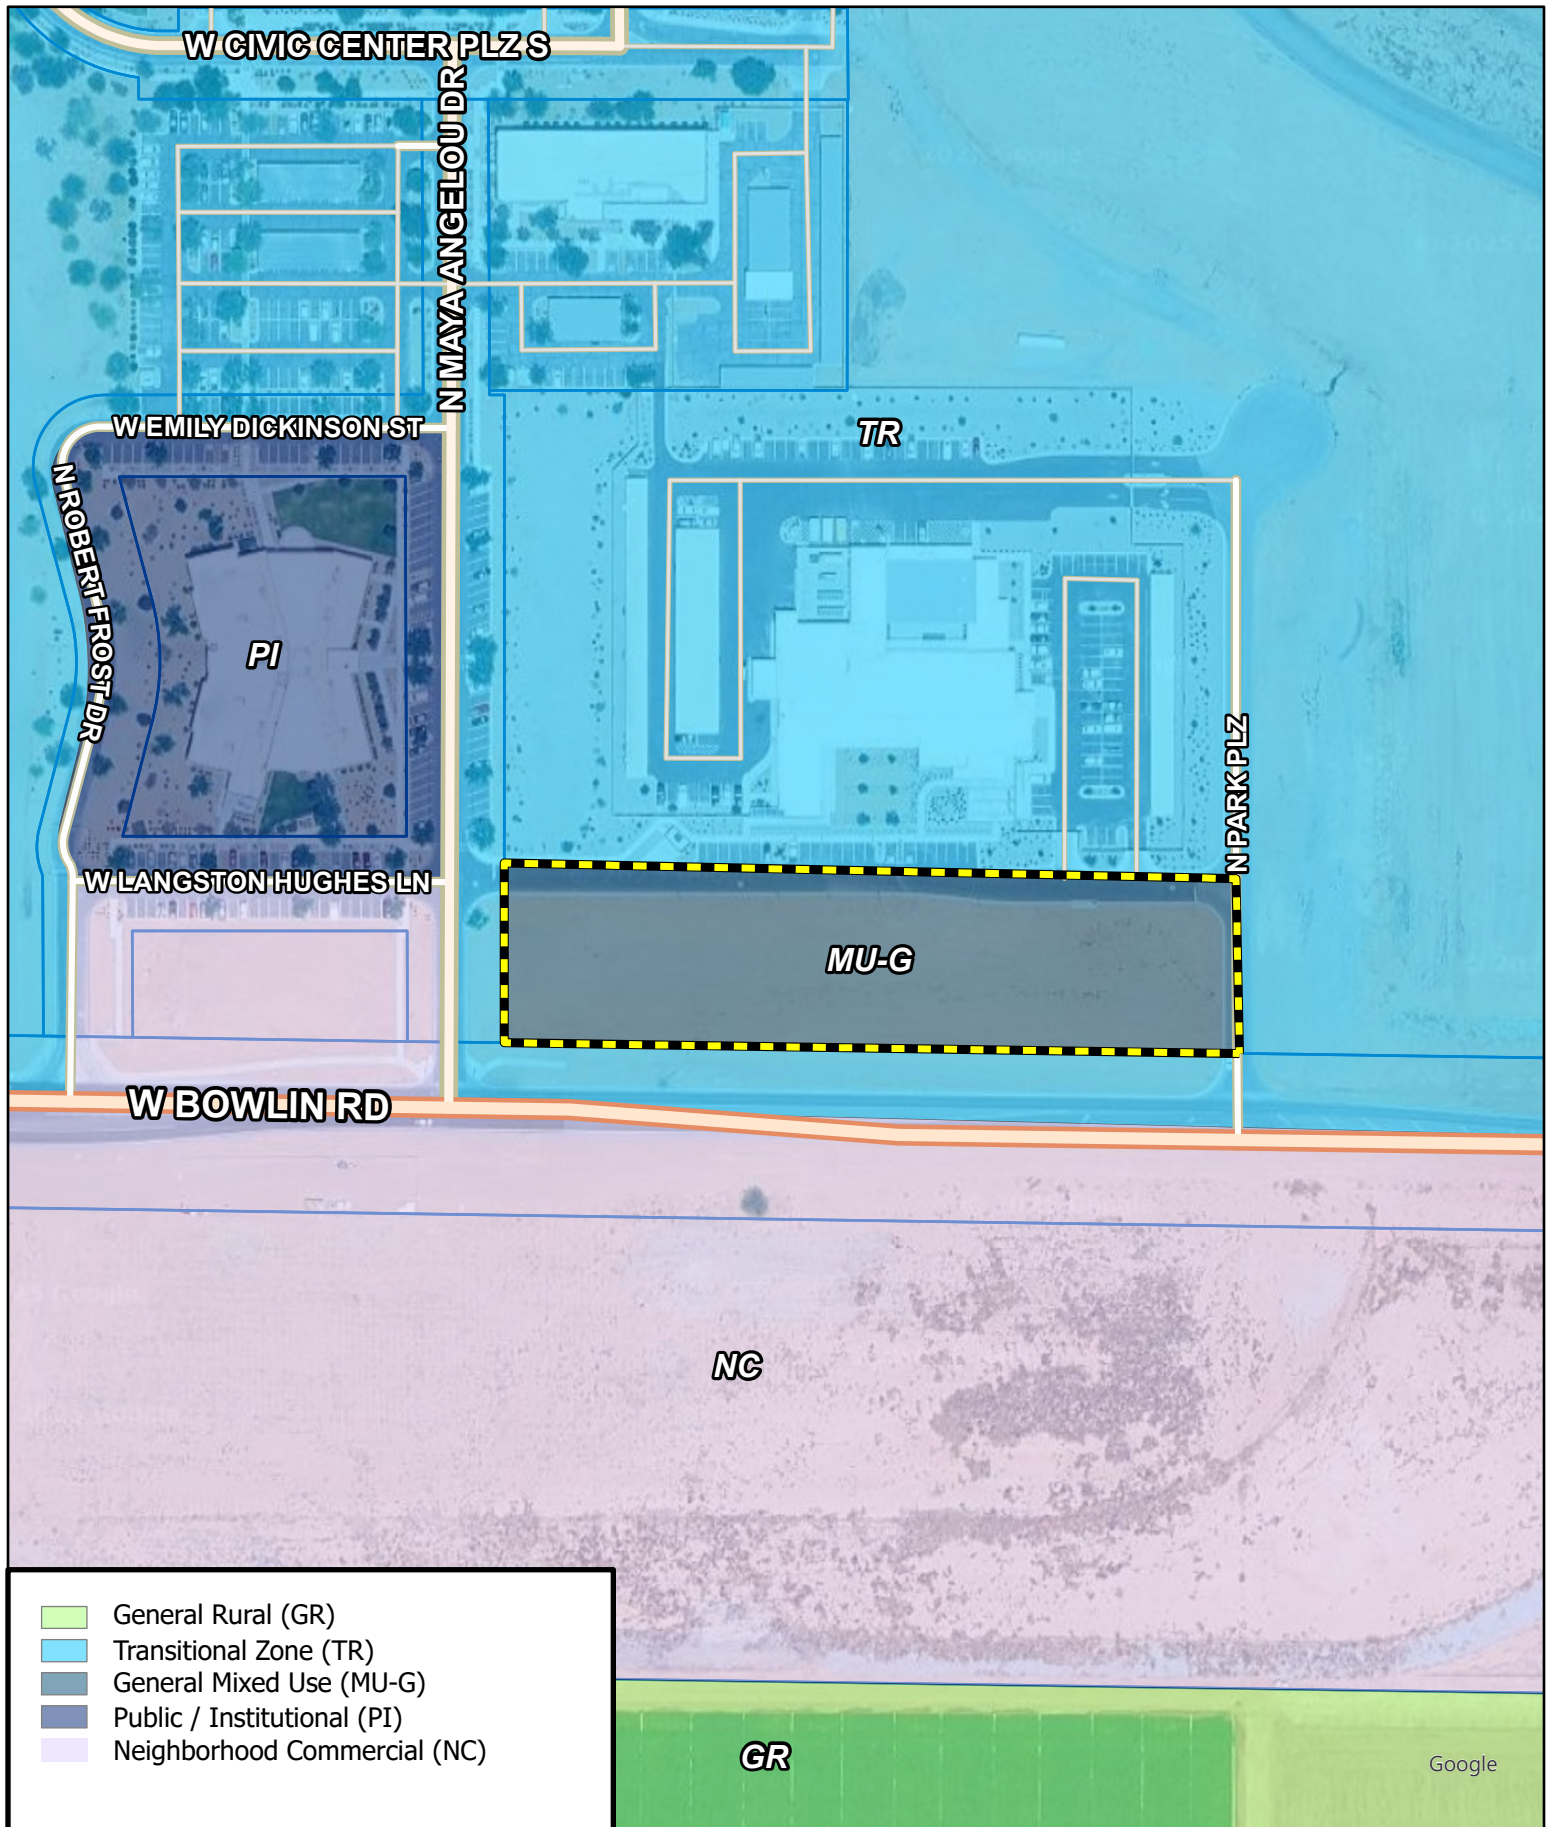 W CIVIC CENTER PLZ S
N MAYA ANGELOU DR
W EMILY DICKINSON ST
TR
N ROBERT FROST DR
PI
N PARK PLZ
W LANGSTON HUGHES LN
MU-G
W BOWLIN RD
NC
General Rural (GR)
Transitional Zone (TR)
General Mixed Use (MU-G)
Public / Institutional (PI)
Neighborhood Commercial (NC)
GR
Google